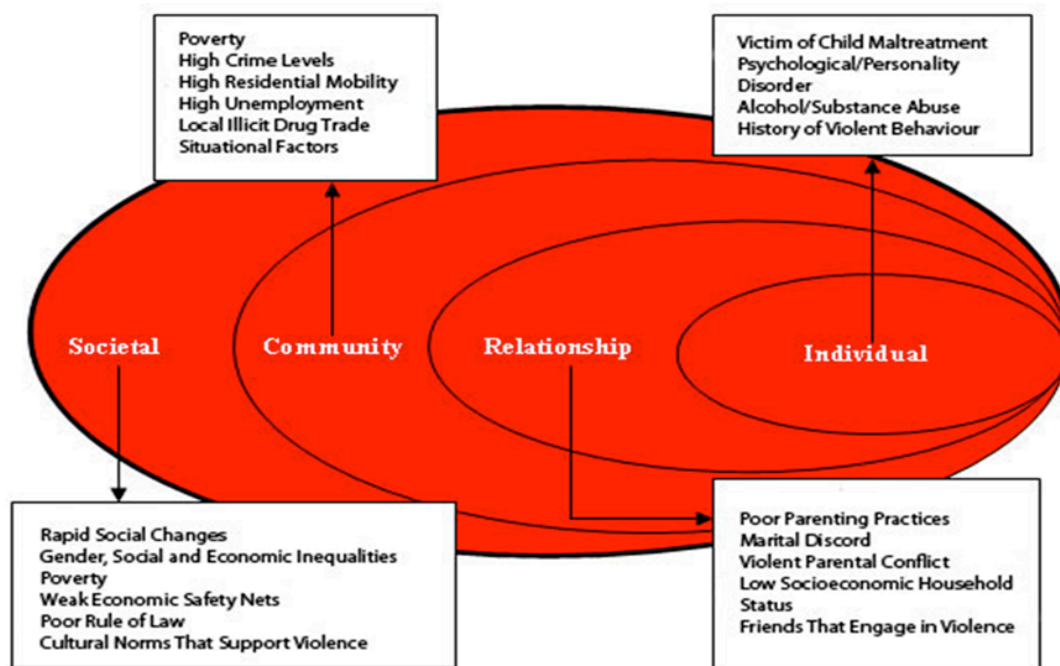 Poverty
High Crime Levels
High Residential Mobility
High Unemployment
Local Illicit Drug Trade
Situational Factors
Victim of Child Maltreatment
Psychological/Personality
Disorder
Alcohol/Substance Abuse
History of Violent Behaviour
Societal
Community
Relationship
Individual
Rapid Social Changes
Gender, Social and Economic Inequalities
Poverty
Weak Economic Safety Nets
Poor Rule of Law
Cultural Norms That Support Violence
Poor Parenting Practices
Marital Discord
Violent Parental Conflict
Low Socioeconomic Household
Status
Friends That Engage in Violence